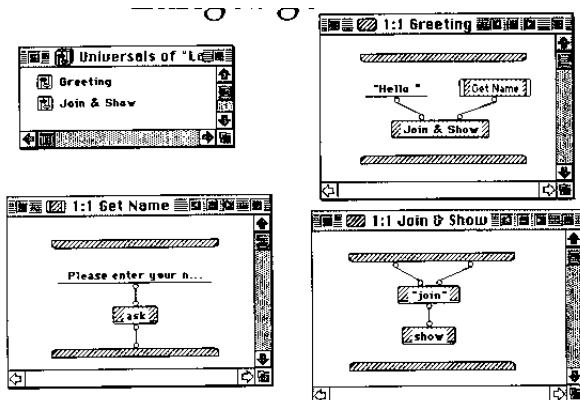 Universals of "Lo
Greeting
Join & Show
1:1 Greeting
"Hello "
Get Name
Join & Show
1:1 Get Name
Please enter your n...
ask
1:1 Join & Show
"join"
show